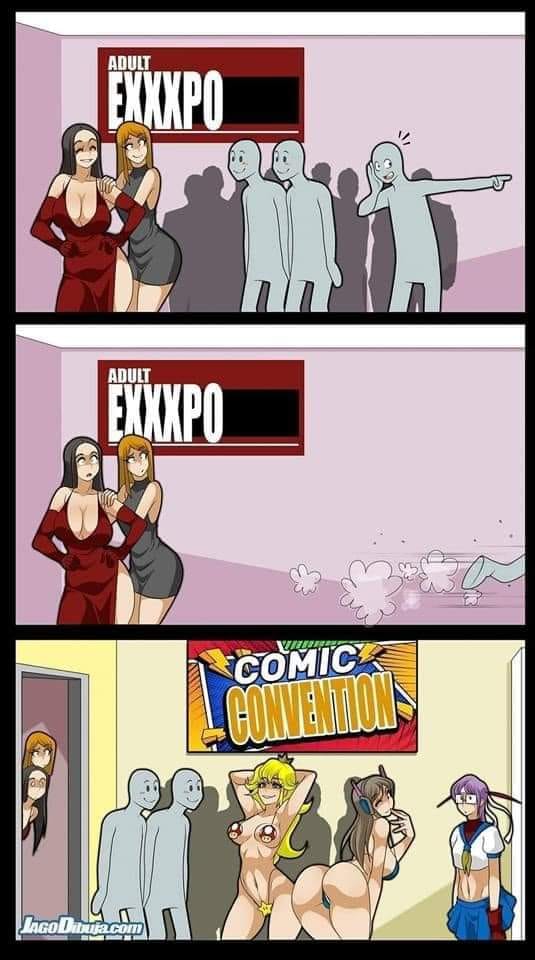 ADULT
EXXXPO
ADULT
EXXXPO
COMIC
CONVENTION
JAGODIBUJA.COM